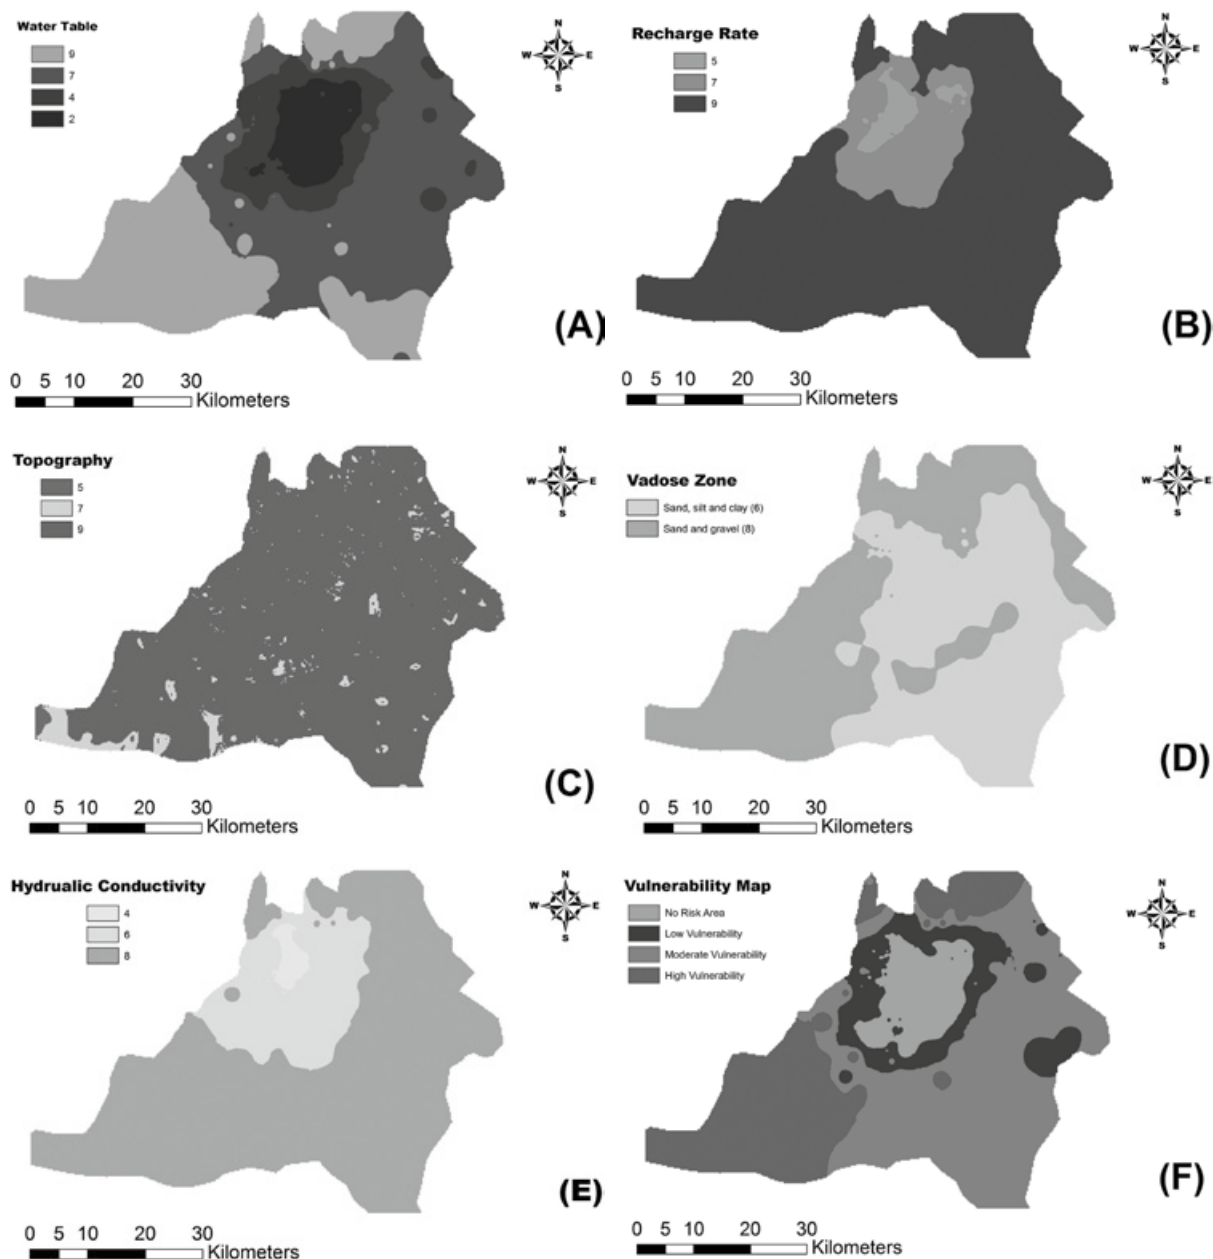 Water Table
9
7
4
2
N
W E
S
(A)
0 5 10 20 30
Kilometers
Recharge Rate
5
7
9
N
W E
S
(B)
0 5 10 20 30
Kilometers
Topography
5
7
9
N
W E
S
(C)
0 5 10 20 30
Kilometers
Vadose Zone
Sand, silt and clay (6)
Sand and gravel (8)
N
W E
S
(D)
0 5 10 20 30
Kilometers
Hydrualic Conductivity
4
6
8
N
W E
S
(E)
0 5 10 20 30
Kilometers
Vulnerability Map
No Risk Area
Low Vulnerability
Moderate Vulnerability
High Vulnerability
N
W E
S
(F)
0 5 10 20 30
Kilometers